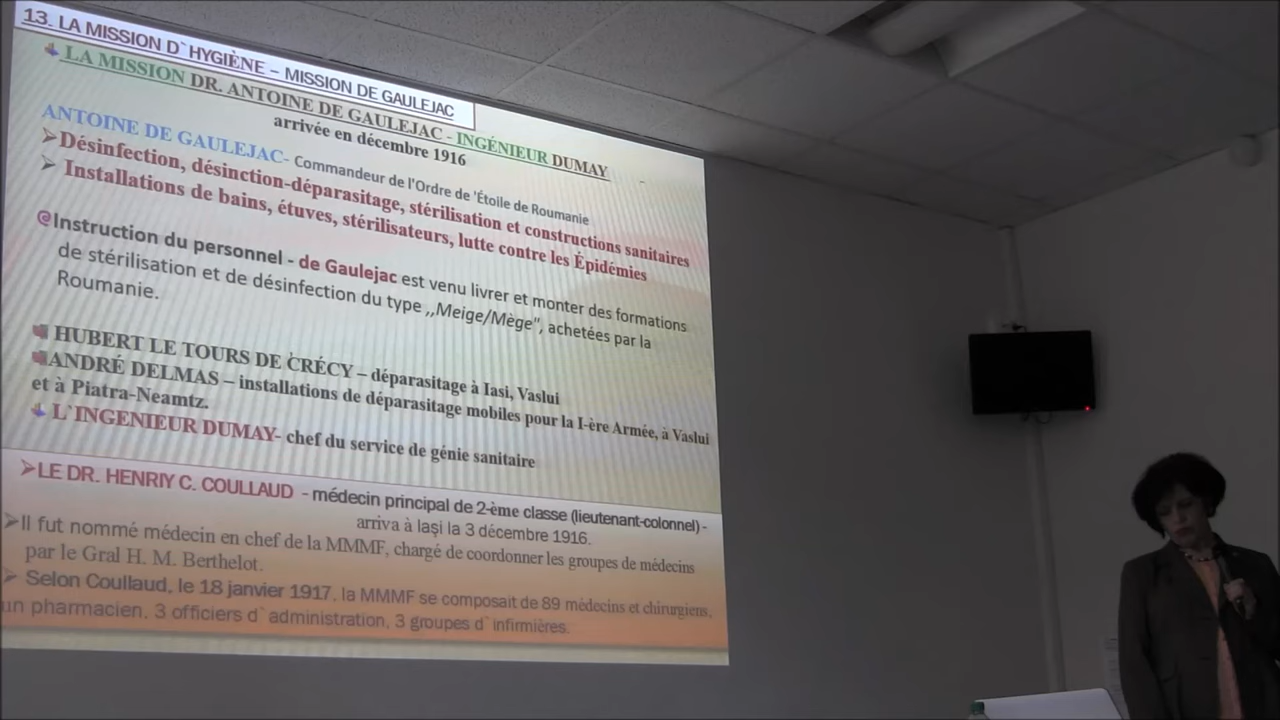 13. LA MISSION D`HYGIÈNE – MISSION DE GAULEJAC
LA MISSION DR. ANTOINE DE GAULEJAC - INGÉNIEUR DUMAY
arrivée en décembre 1916
ANTOINE DE GAULEJAC- Commandeur de l'Ordre de 'Étoile de Roumanie
Désinfection, désinction-déparasitage, stérilisation et constructions sanitaires
Installations de bains, étuves, stérilisateurs, lutte contre les Épidémies
@Instruction du personnel - de Gaulejac est venu livrer et monter des formations
de stérilisation et de désinfection du type ,,Meige/Mège", achetées par la
Roumanie.
HUBERT LE TOURS DE CRÉCY – déparasitage à Iasi, Vaslui
ANDRÉ DELMAS – installations de déparasitage mobiles pour la I-ère Armée, à Vaslui
et à Piatra-Neamtz.
L`INGENIEUR DUMAY- chef du service de génie sanitaire
LE DR. HENRIY C. COULLAUD - médecin principal de 2-ème classe (lieutenant-colonnel) -
arriva à Iaşi la 3 décembre 1916.
Il fut nommé médecin en chef de la MMMF, chargé de coordonner les groupes de médecins
par le Gral H. M. Berthelot.
Selon Coullaud, le 18 janvier 1917, la MMMF se composait de 89 médecins et chirurgiens,
un pharmacien, 3 officiers d`administration, 3 groupes d`infirmières.